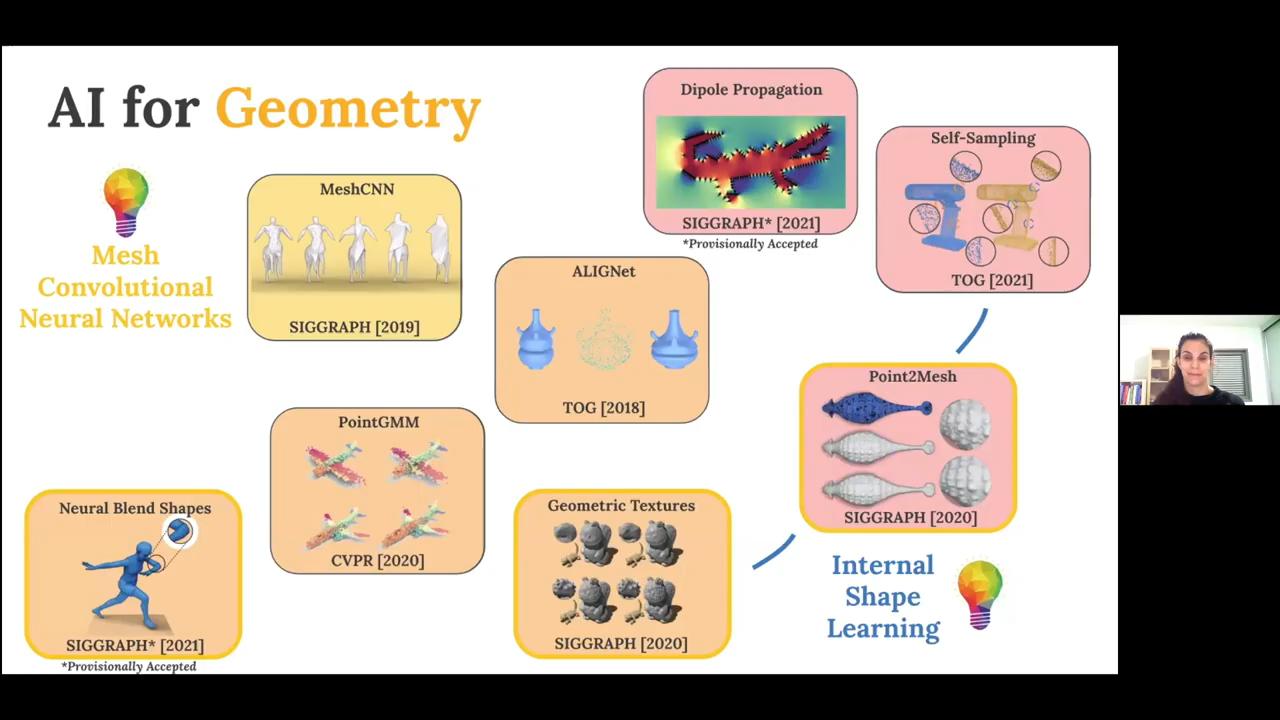 AI for Geometry
Mesh
Convolutional
Neural Networks
MeshCNN
SIGGRAPH [2019]
Dipole Propagation
SIGGRAPH* [2021]
*Provisionally Accepted
Self-Sampling
TOG [2021]
ALIGNet
TOG [2018]
Point2Mesh
SIGGRAPH [2020]
PointGMM
CVPR [2020]
Neural Blend Shapes
SIGGRAPH* [2021]
*Provisionally Accepted
Geometric Textures
SIGGRAPH [2020]
Internal
Shape
Learning